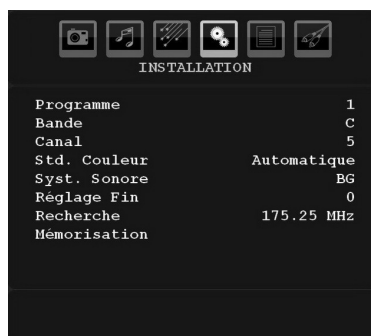 INSTALLATION
Programme 1
Bande C
Canal 5
Std. Couleur Automatique
Syst. Sonore BG
Réglage Fin 0
Recherche 175.25 MHz
Mémorisation